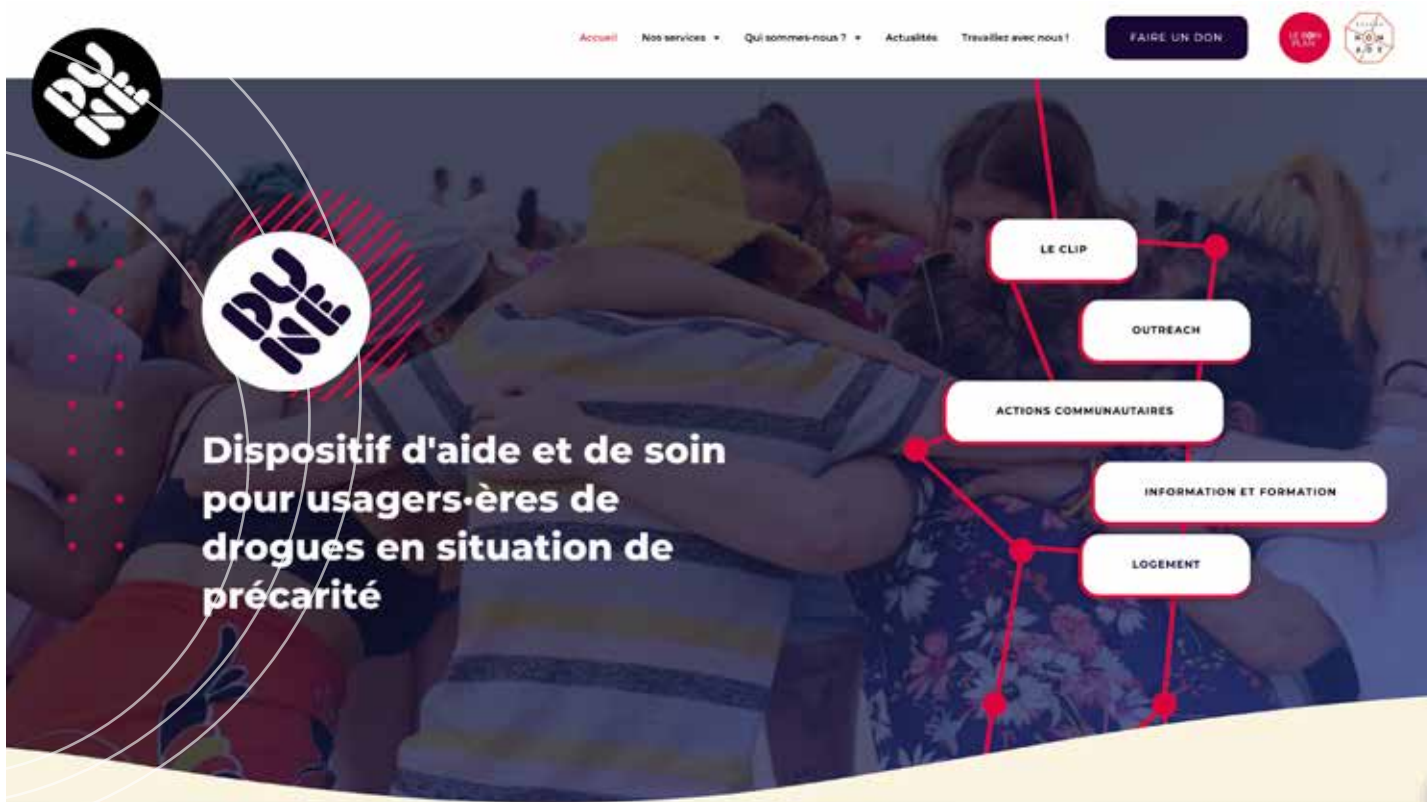 DU
NE
Accueil
Nos services
Qui sommes-nous ?
Actualités
Travaillez avec nous !
FAIRE UN DON
LE BON
PLAN
DU
NE
Dispositif d'aide et de soin
pour usagers·ères de
drogues en situation de
précarité
LE CLIP
OUTREACH
ACTIONS COMMUNAUTAIRES
INFORMATION ET FORMATION
LOGEMENT